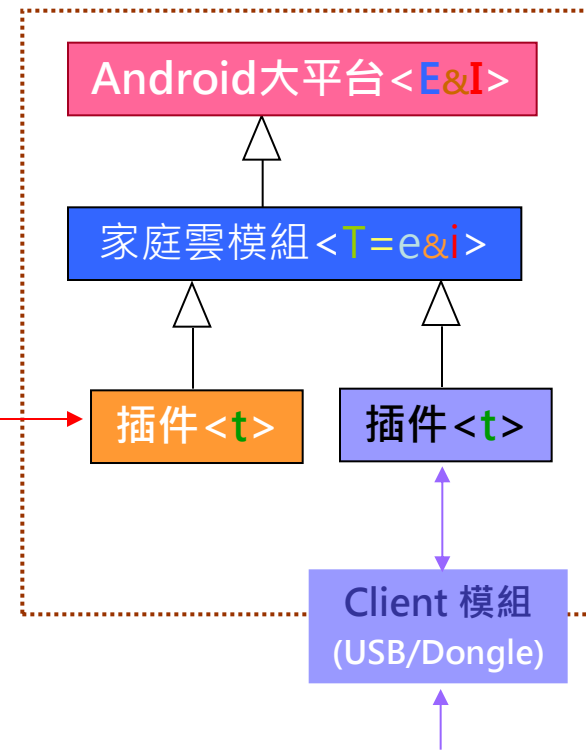 Android大平台<E&I>
家庭雲模組<T=e&i>
插件<t>
插件<t>
Client 模組
(USB/Dongle)